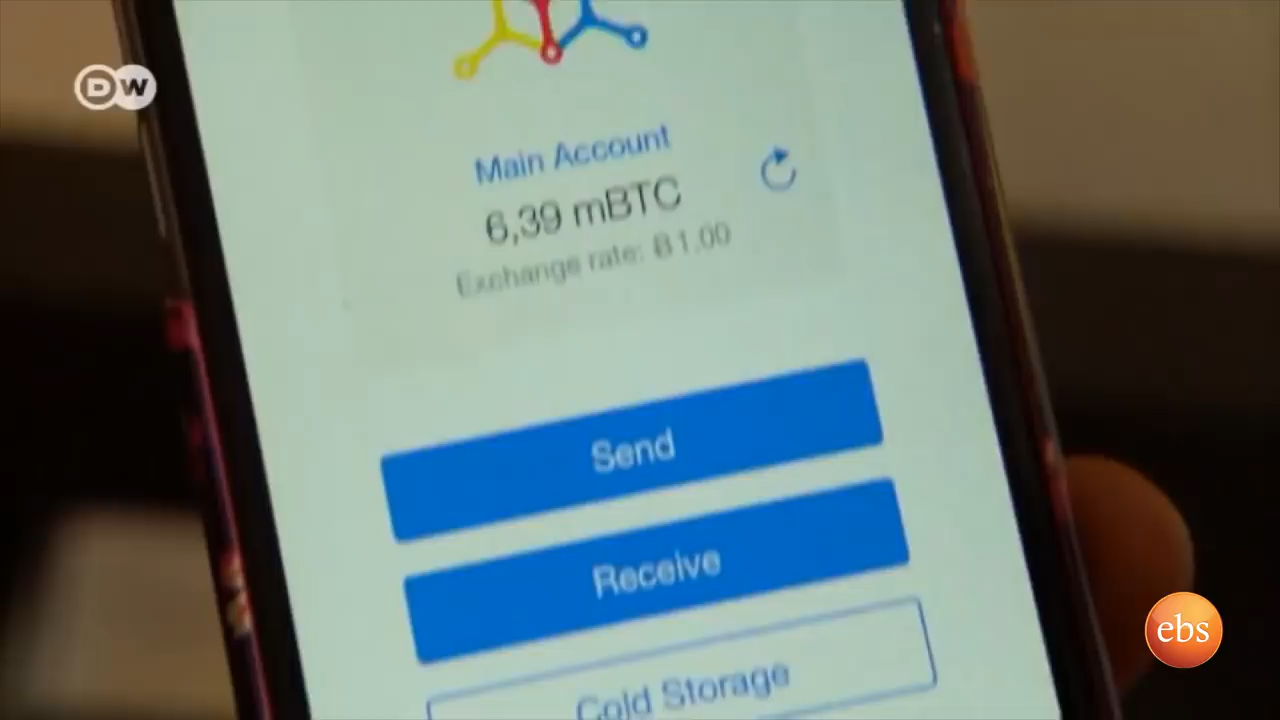 DW
Main Account
6,39 mBTC
Exchange rate: B 1.00
Send
Receive
Cold Storage
ebs